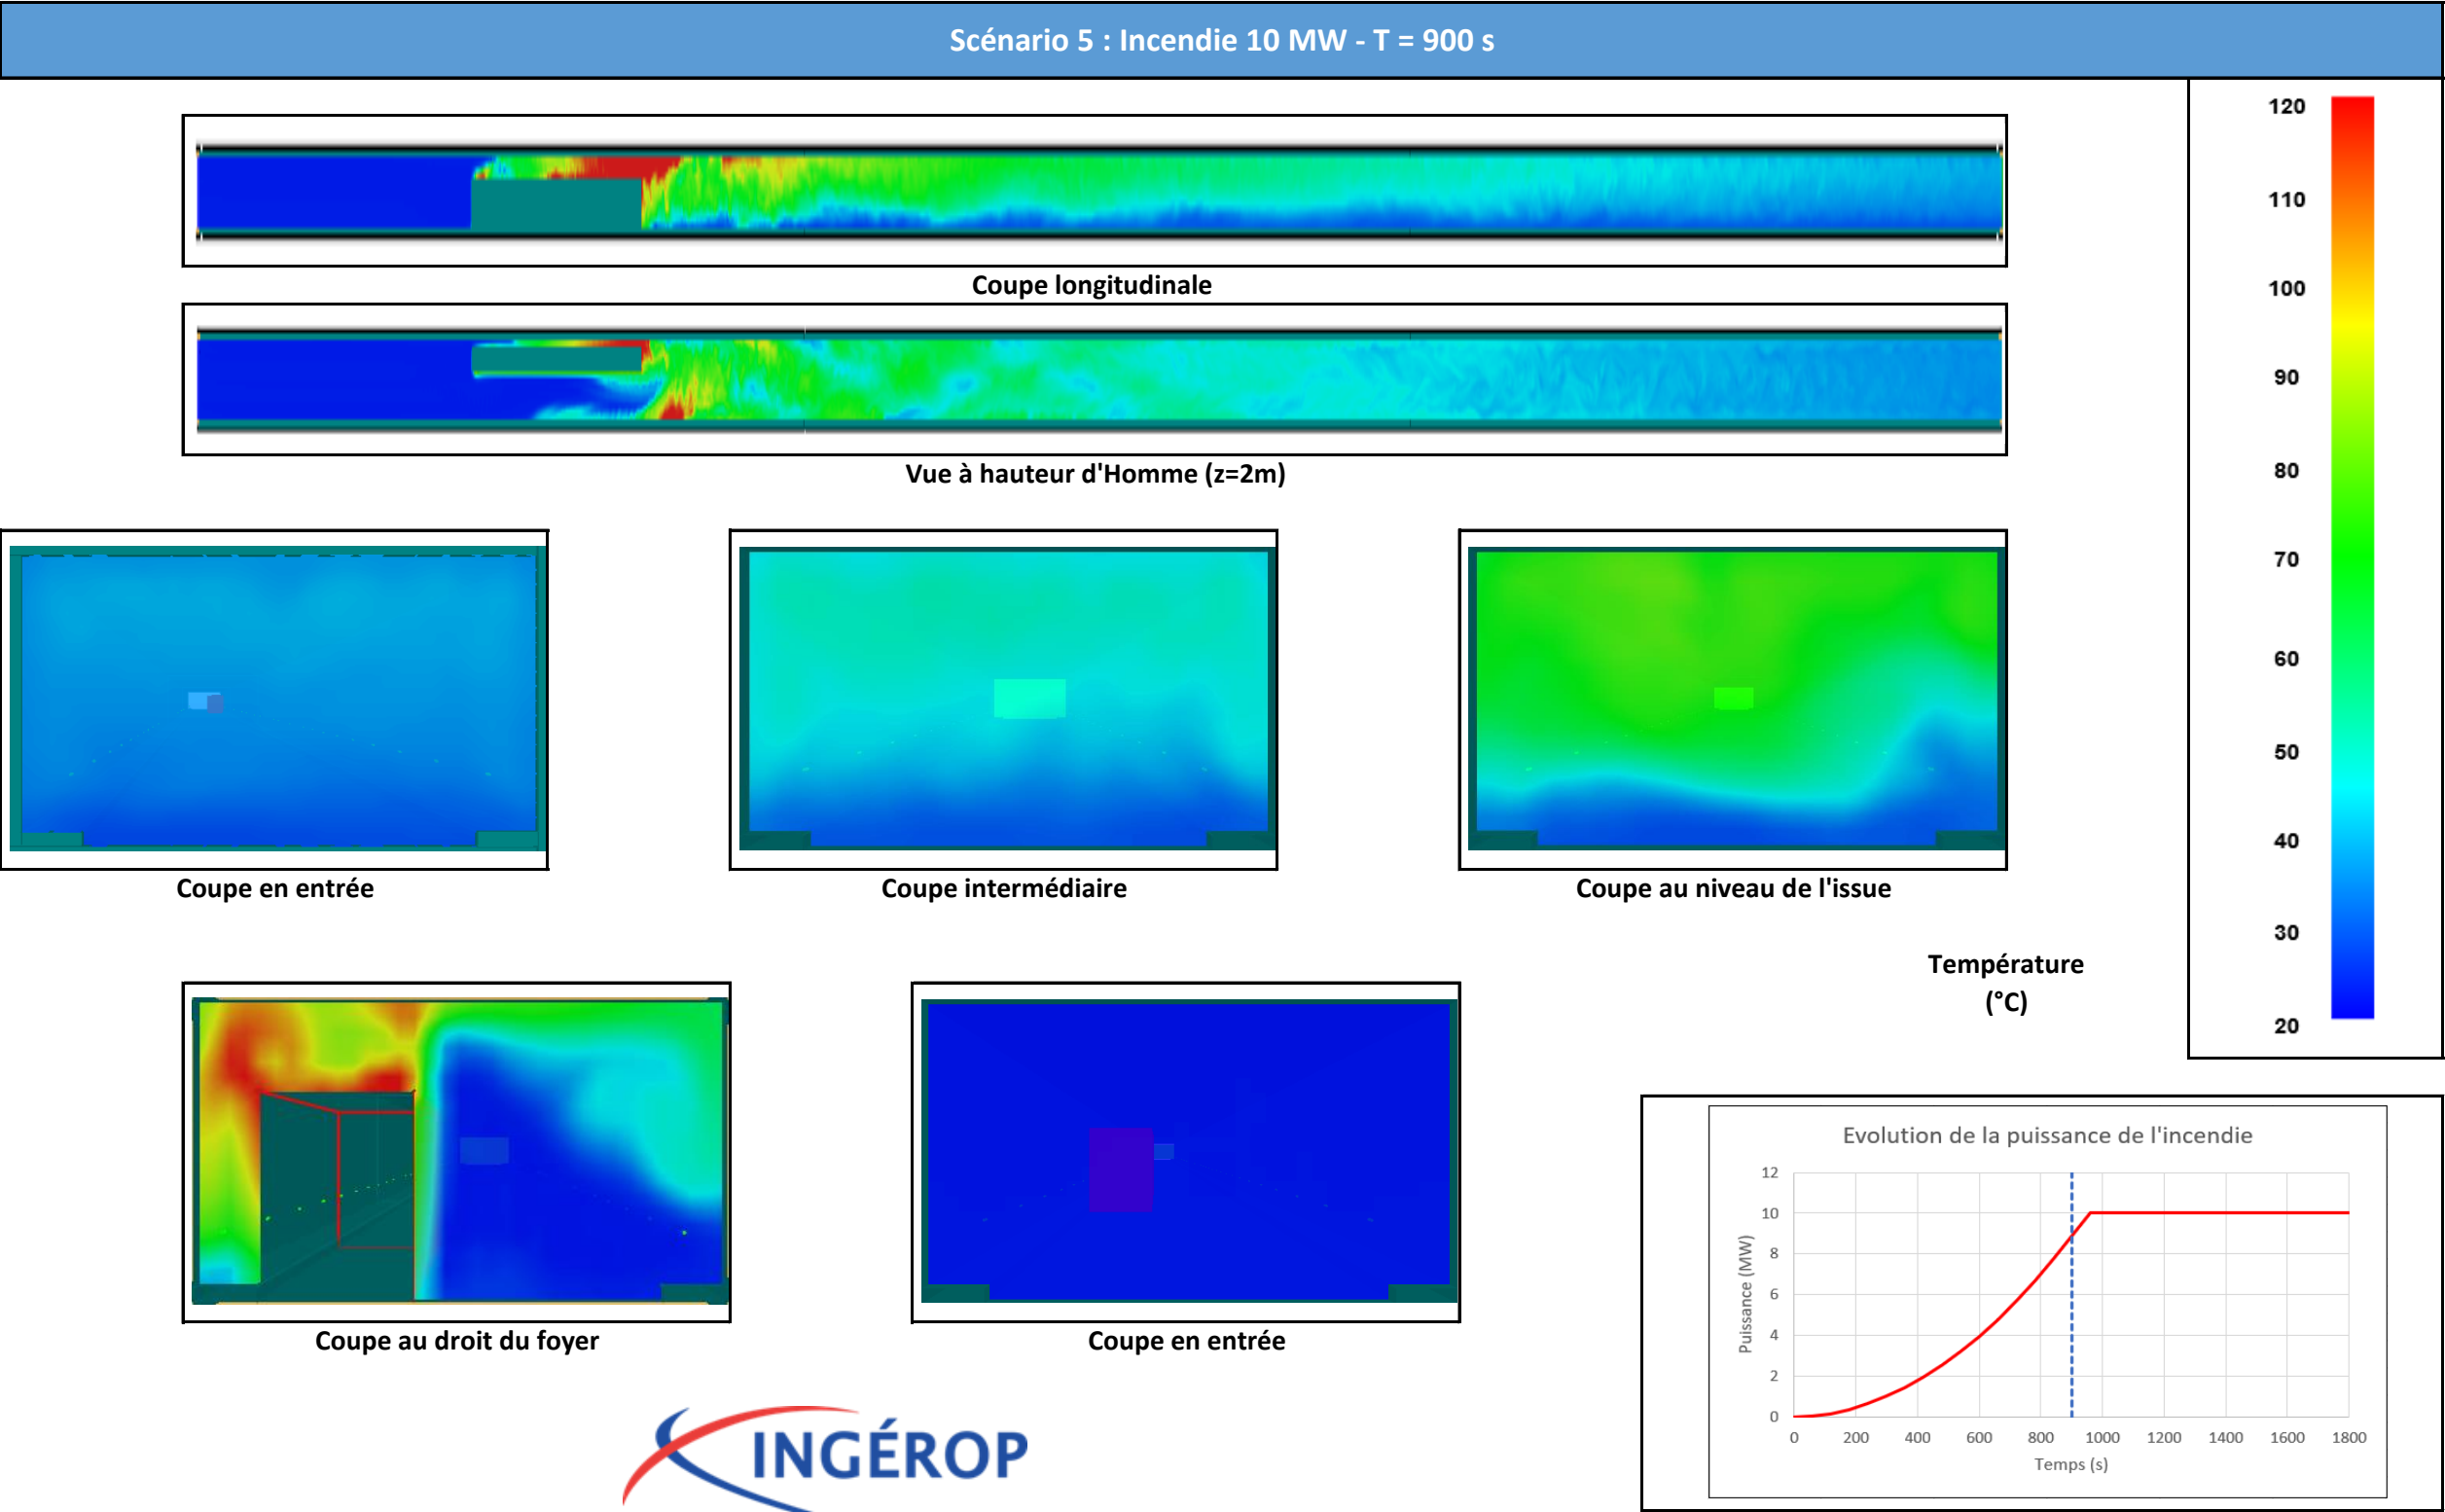 Scénario 5 : Incendie 10 MW - T = 900 s
Coupe longitudinale
Vue à hauteur d'Homme (z=2m)
Coupe en entrée
Coupe intermédiaire
Coupe au niveau de l'issue
Coupe au droit du foyer
Coupe en entrée
Température
(°C)
120
110
100
90
80
70
60
50
40
30
20
Evolution de la puissance de l'incendie
Puissance (MW)
12
10
8
6
4
2
0
0 200 400 600 800 1000 1200 1400 1600 1800
Temps (s)
INGÉROP